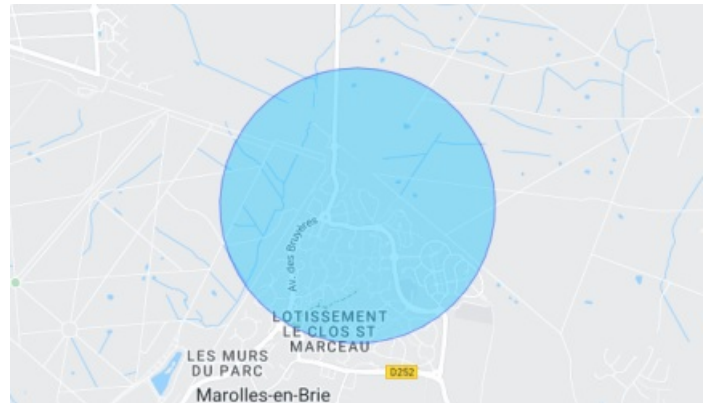 Av. des Bruyères
LOTISSEMENT
LE CLOS ST
MARCEAU
LES MURS
DU PARC
D252
Marolles-en-Brie